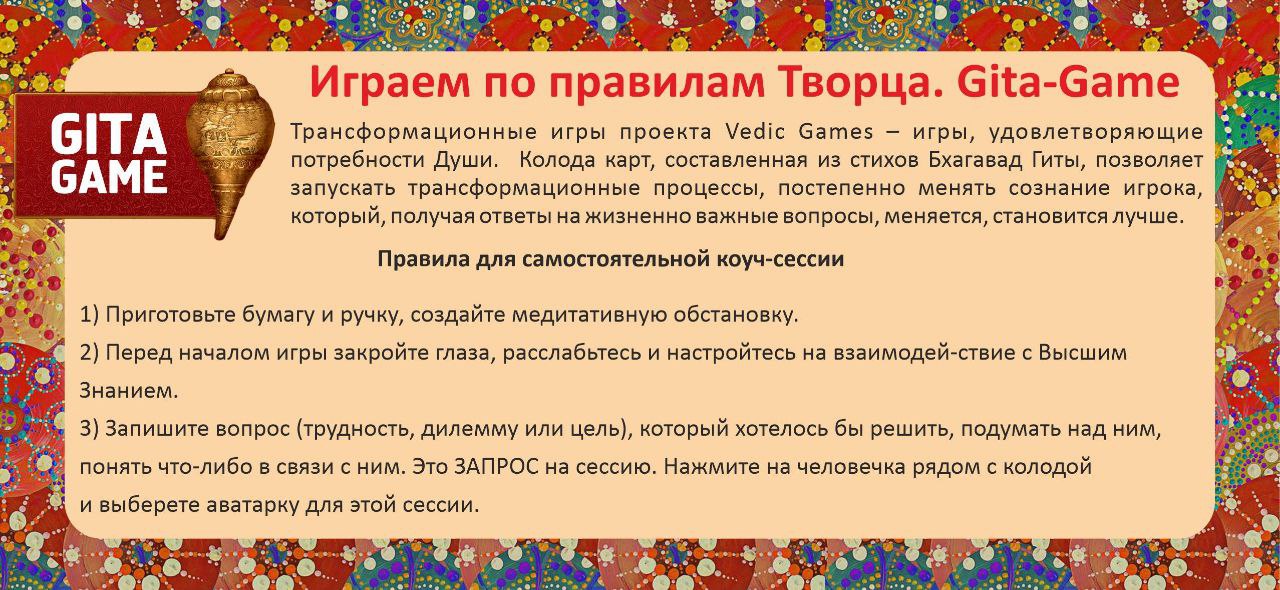 Играем по правилам Творца. Gita-Game
GITA
GAME
Трансформационные игры проекта Vedic Games – игры, удовлетворяющие
потребности Души. Колода карт, составленная из стихов Бхагавад Гиты, позволяет
запускать трансформационные процессы, постепенно менять сознание игрока,
который, получая ответы на жизненно важные вопросы, меняется, становится лучше.
Правила для самостоятельной коуч-сессии
1) Приготовьте бумагу и ручку, создайте медитативную обстановку.
2) Перед началом игры закройте глаза, расслабьтесь и настройтесь на взаимодей-ствие с Высшим
Знанием.
3) Запишите вопрос (трудность, дилемму или цель), который хотелось бы решить, подумать над ним,
понять что-либо в связи с ним. Это ЗАПРОС на сессию. Нажмите на человечка рядом с колодой
и выберете аватарку для этой сессии.